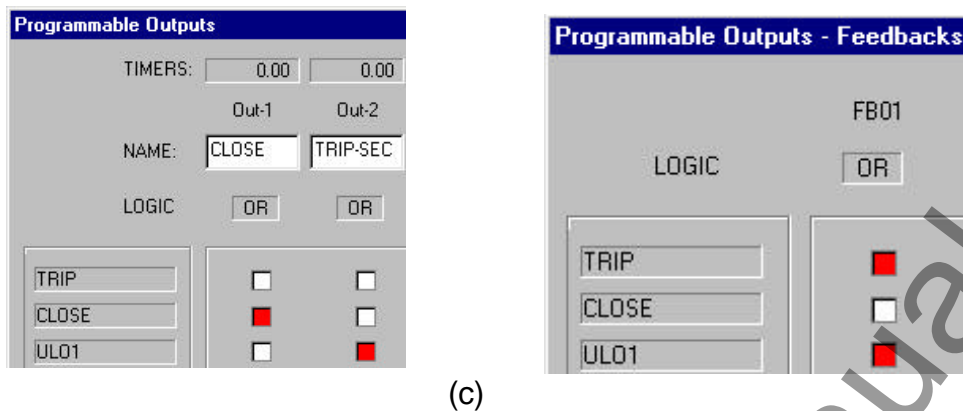 Programmable Outputs
TIMERS: 0.00 0.00
Out-1 Out-2
NAME: CLOSE TRIP-SEC
LOGIC OR OR
TRIP
CLOSE
ULO1
Programmable Outputs - Feedbacks
FB01
LOGIC OR
TRIP
CLOSE
ULO1
(c)